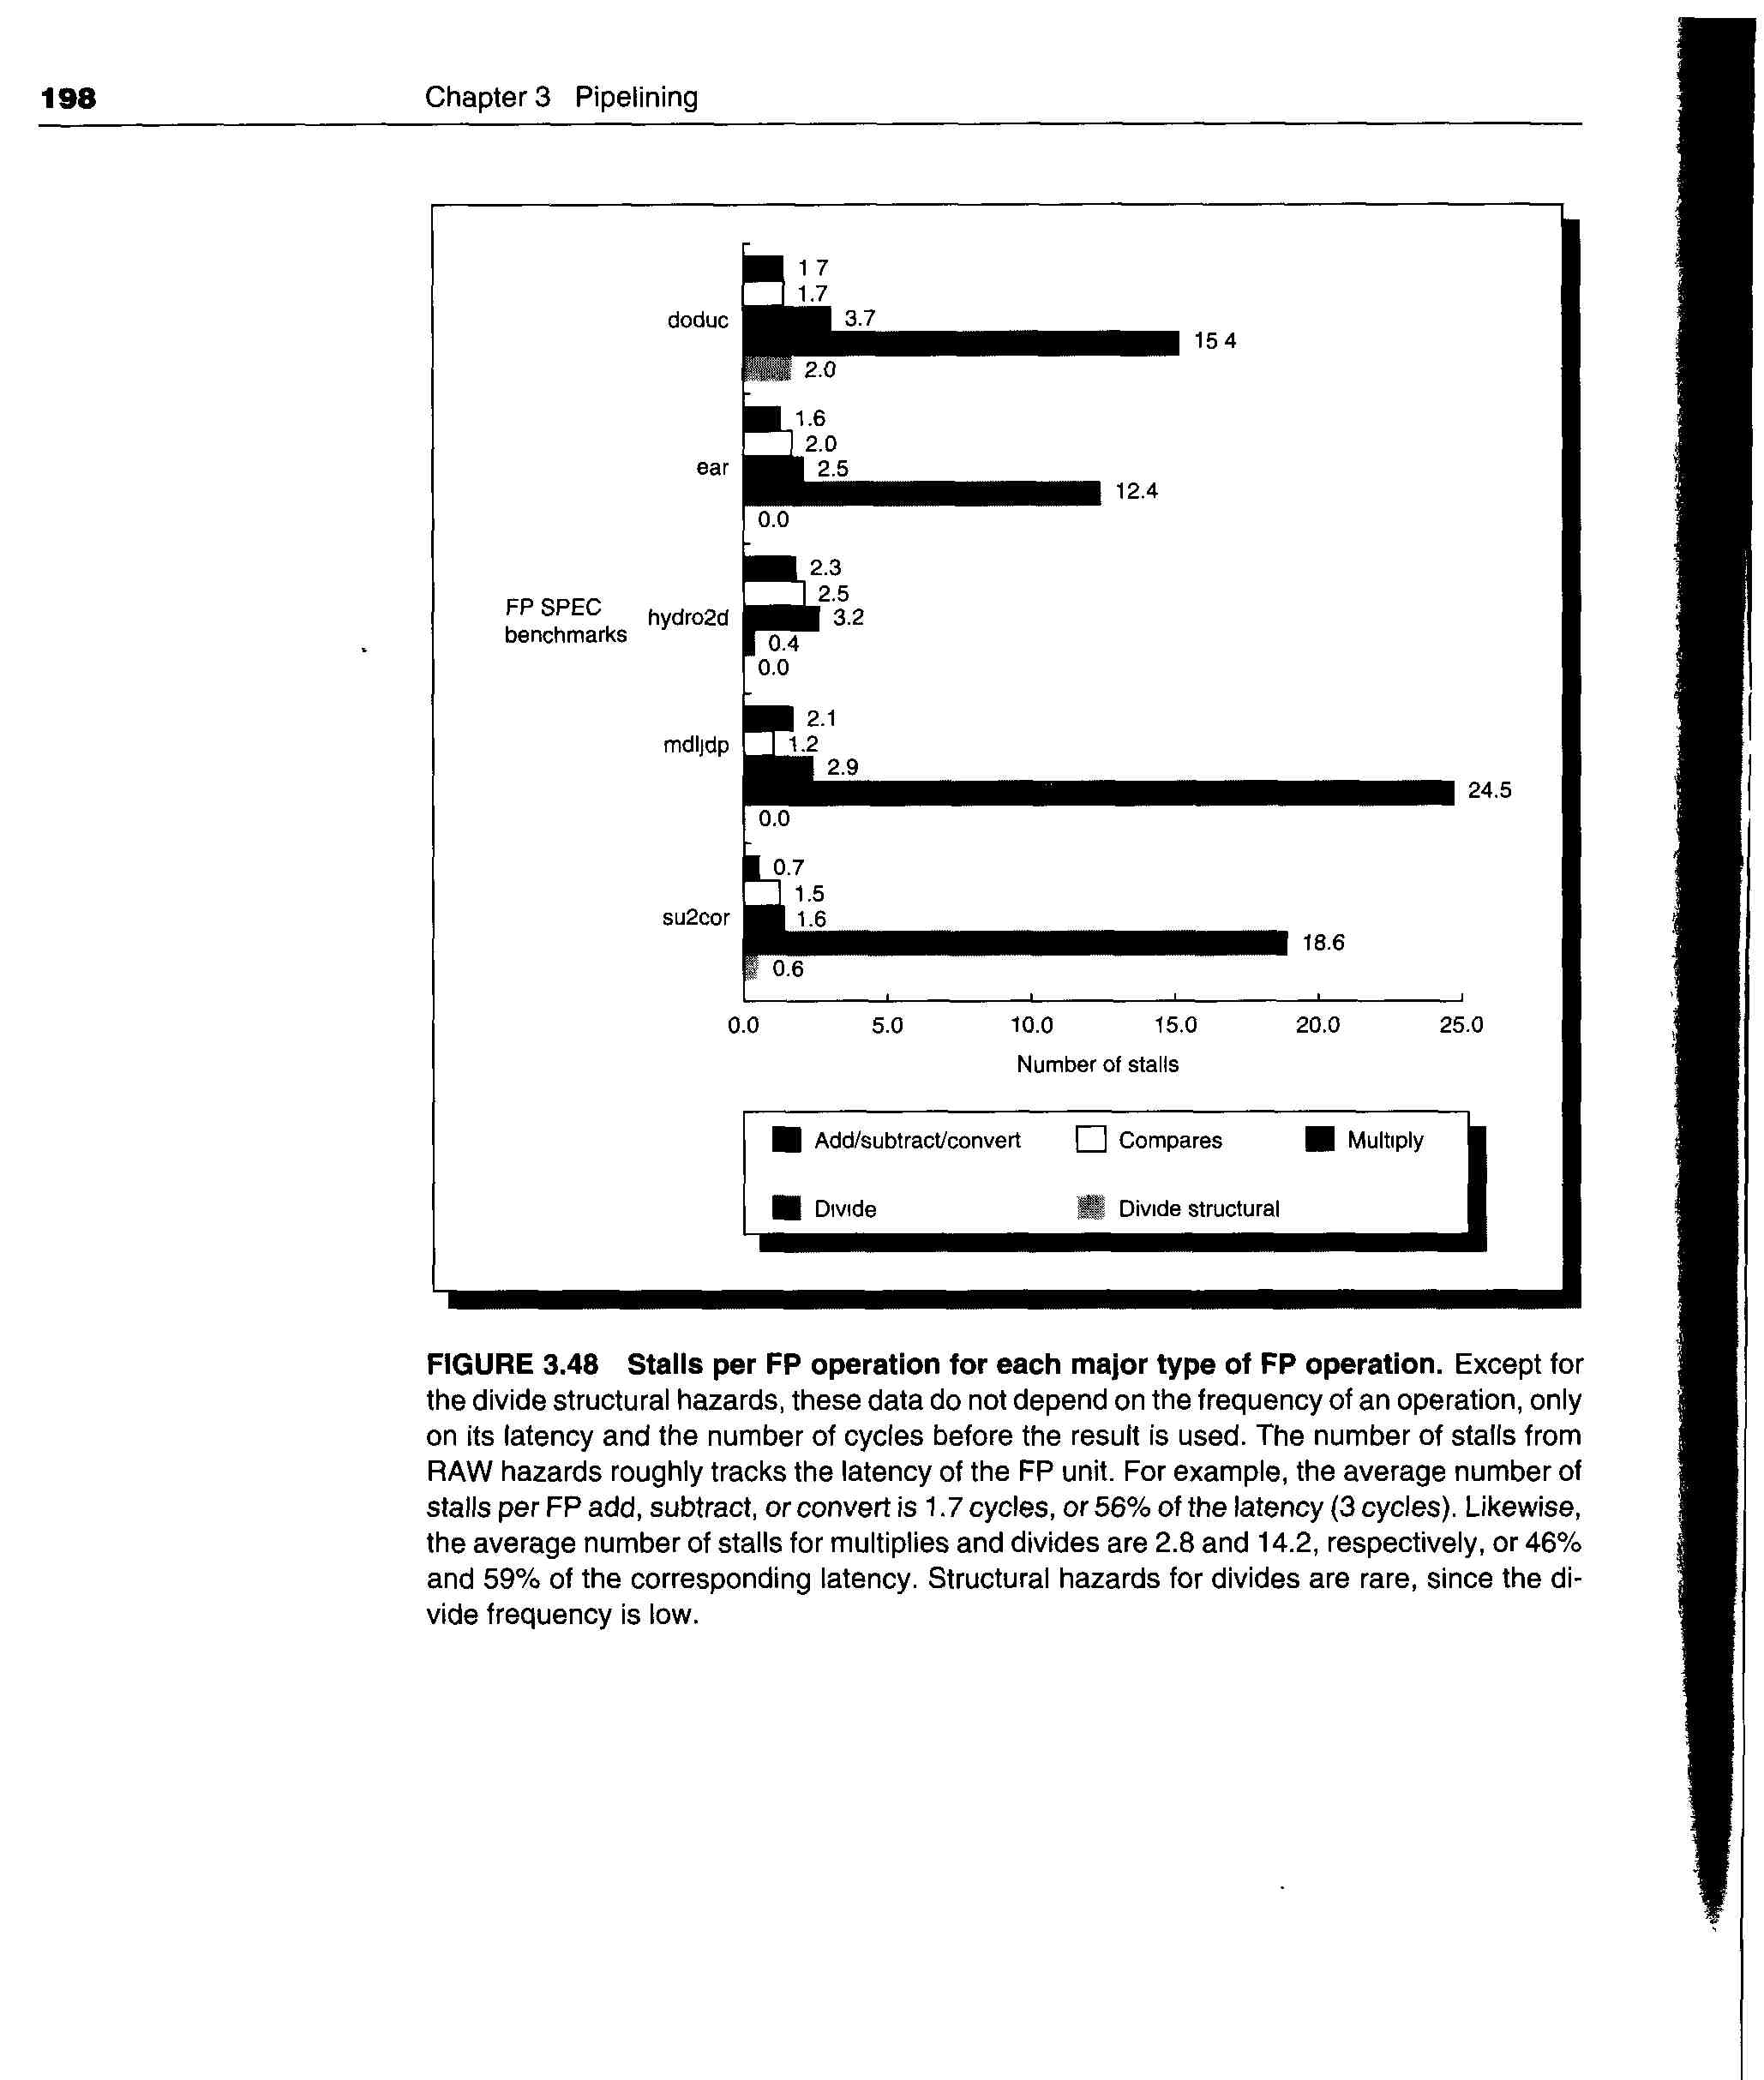 198
Chapter 3 Pipelining
1 7
1.7
doduc
3.7
15 4
2.0
1.6
2.0
ear
2.5
12.4
0.0
2.3
2.5
FP SPEC
benchmarks
hydro2d
3.2
0.4
0.0
2.1
mdljdp
1.2
2.9
24.5
0.0
0.7
1.5
su2cor
1.6
18.6
0.6
0.0 5.0 10.0 15.0 20.0 25.0
Number of stalls
Add/subtract/convert Compares Multiply
Divide Divide structural
FIGURE 3.48 Stalls per FP operation for each major type of FP operation. Except for
the divide structural hazards, these data do not depend on the frequency of an operation, only
on its latency and the number of cycles before the result is used. The number of stalls from
RAW hazards roughly tracks the latency of the FP unit. For example, the average number of
stalls per FP add, subtract, or convert is 1.7 cycles, or 56% of the latency (3 cycles). Likewise,
the average number of stalls for multiplies and divides are 2.8 and 14.2, respectively, or 46%
and 59% of the corresponding latency. Structural hazards for divides are rare, since the di-
vide frequency is low.